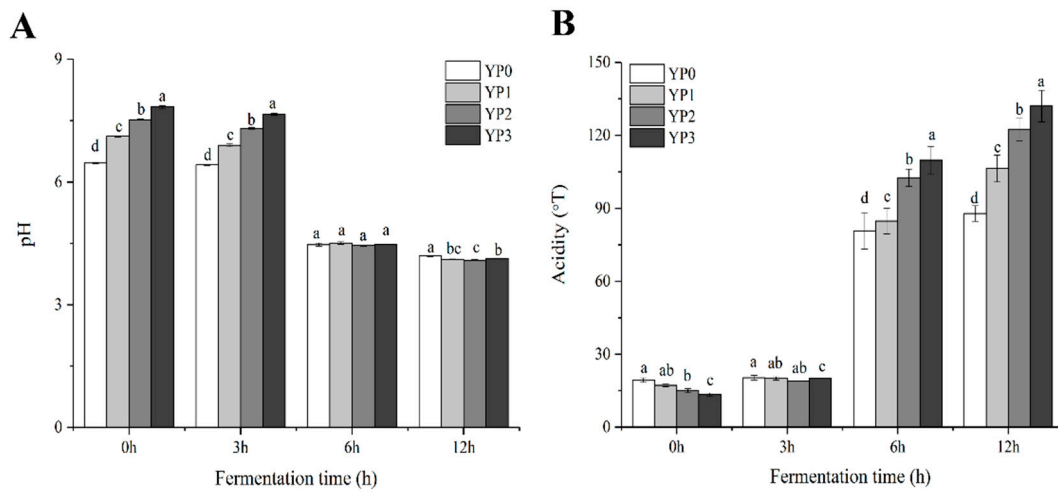 A
9
6
3
0
pH
YP0
YP1
YP2
YP3
d c b a
d c b a
a a a a
a bc c b
0h 3h 6h 12h
Fermentation time (h)
B
150
120
90
60
30
0
Acidity (°T)
YP0
YP1
YP2
YP3
a ab b c
a ab ab c
d c b a
d c b a
0h 3h 6h 12h
Fermentation time (h)